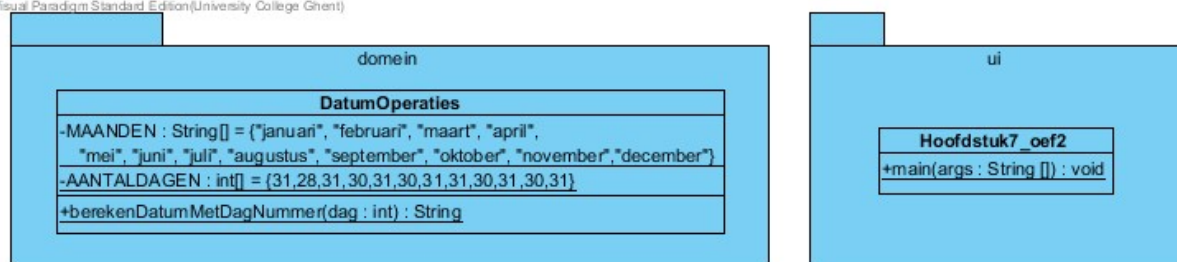 isual Paradigm Standard Edition(University College Ghent)
domein
DatumOperaties
-MAANDEN : String[] = {"januari", "februari", "maart", "april",
"mei", "juni", "juli", "augustus", "september", "oktober", "november","december"}
-AANTALDAGEN : int[] = {31,28,31,30,31,30,31,31,30,31,30,31}
+berekenDatumMetDagNummer(dag : int) : String
ui
Hoofdstuk7_oef2
+main(args : String []) : void